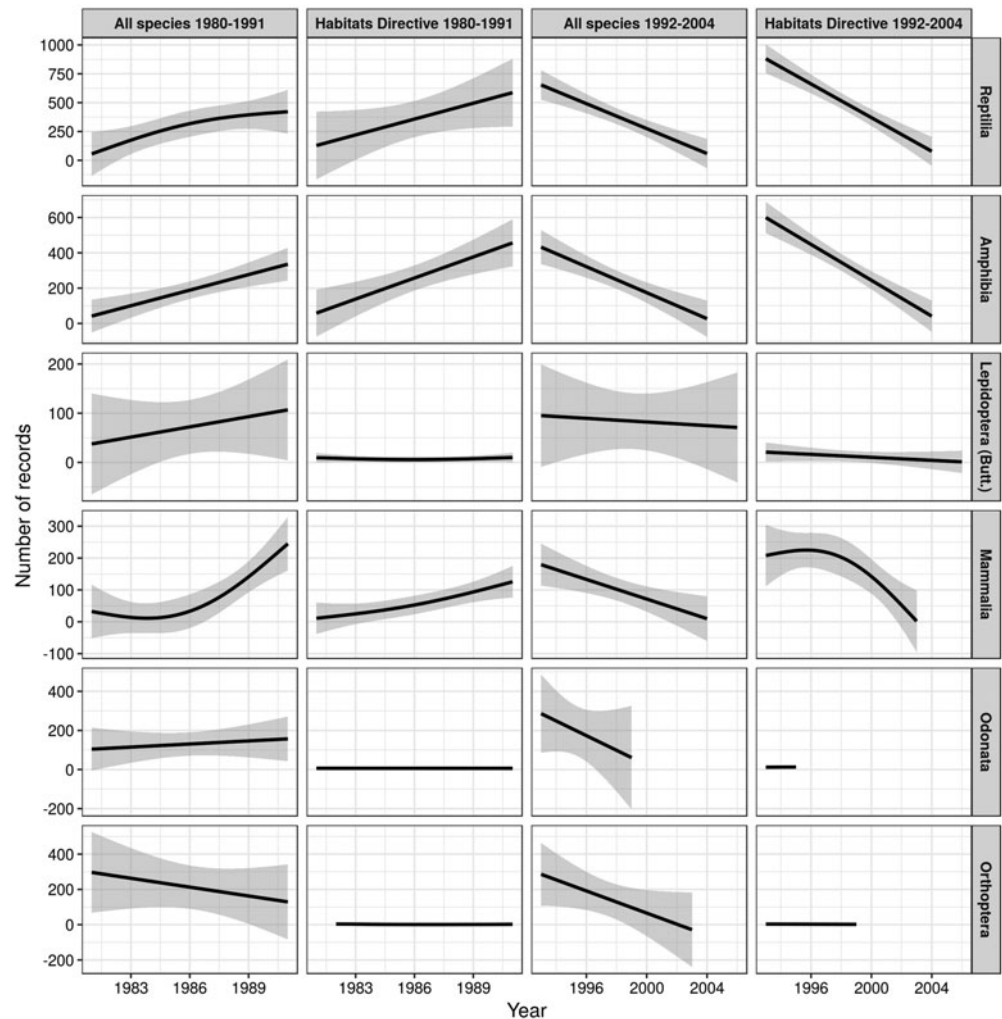 All species 1980-1991 Habitats Directive 1980-1991 All species 1992-2004 Habitats Directive 1992-2004
1000
750
500
250
0
Reptilia
600
400
200
0
Amphibia
200
100
0
Lepidoptera (Butt.)
300
200
100
0
-100
Mammalia
400
200
0
-200
Odonata
400
200
0
-200
Orthoptera
Number of records
1983 1986 1989 1983 1986 1989 1996 2000 2004 1996 2000 2004
Year